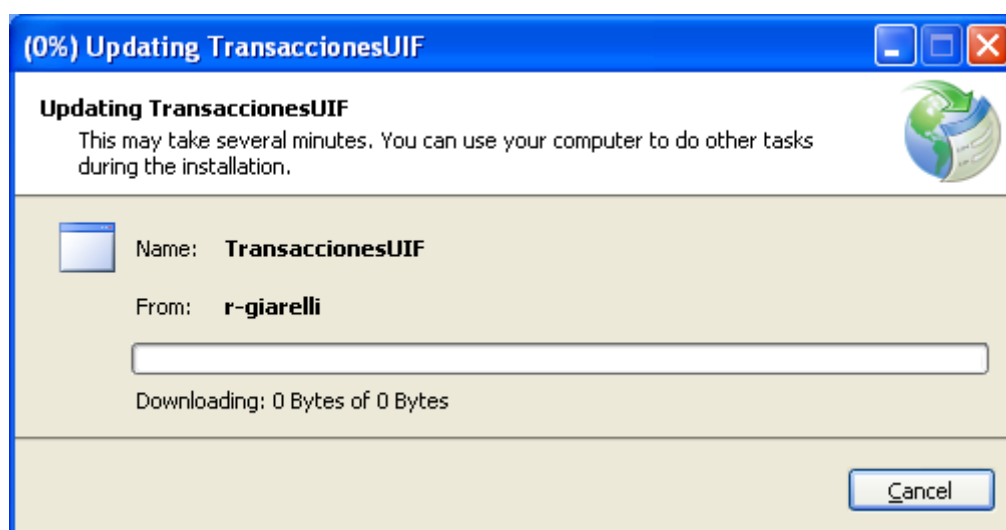 (0%) Updating TransaccionesUIF
Updating TransaccionesUIF
This may take several minutes. You can use your computer to do other tasks
during the installation.
Name: TransaccionesUIF
From: r-giarelli
Downloading: 0 Bytes of 0 Bytes
Cancel